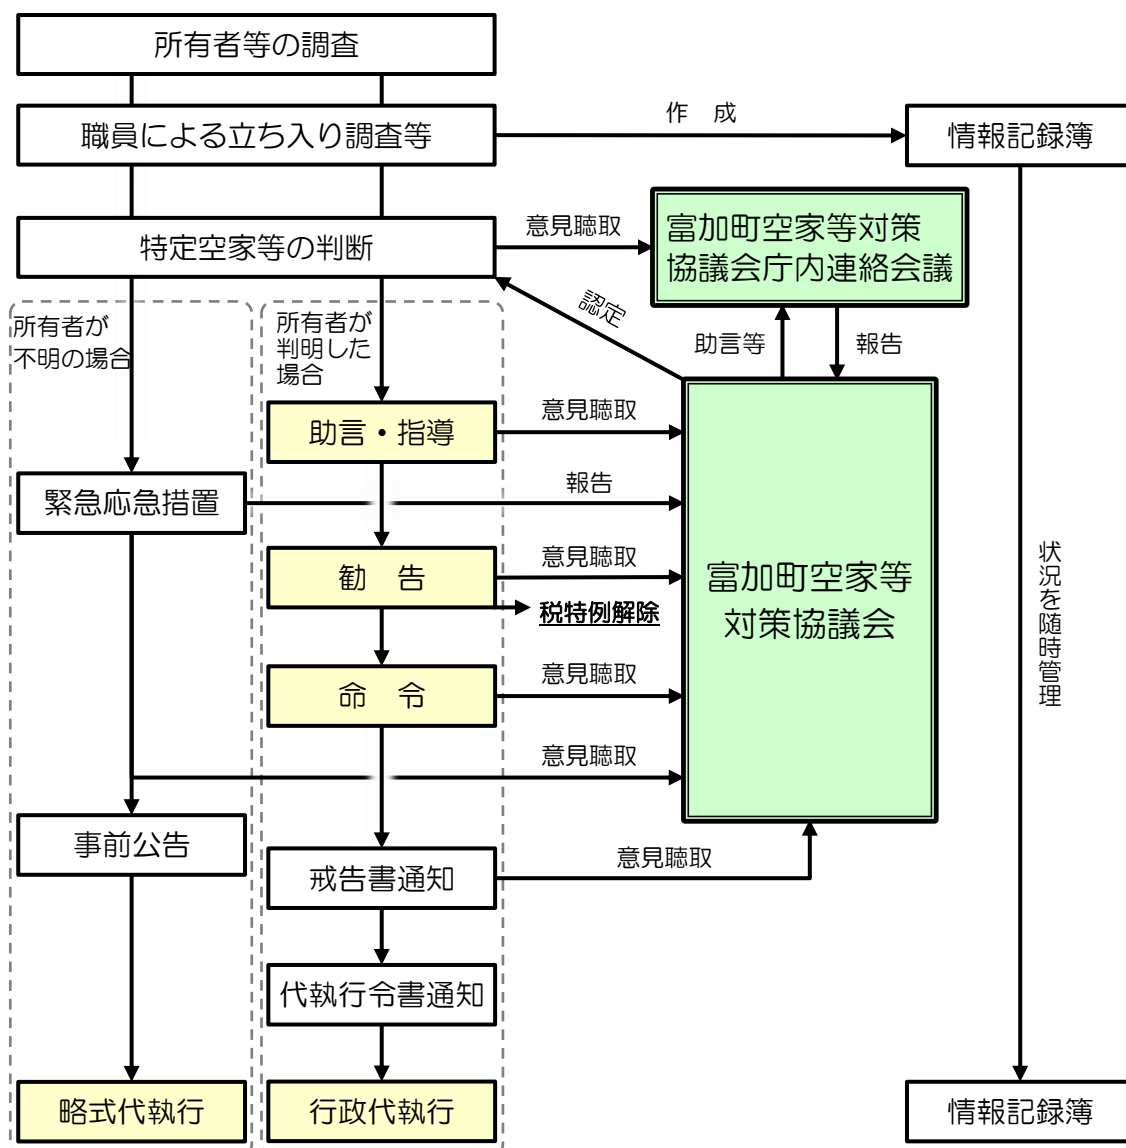 所有者等の調査
職員による立ち入り調査等
作　成
情報記録簿
特定空家等の判断
意見聴取
富加町空家等対策
協議会庁内連絡会議
認定
助言等
報告
所有者が
不明の場合
所有者が
判明した
場合
助言・指導
意見聴取
緊急応急措置
報告
勧　告
意見聴取
税特例解除
富加町空家等
対策協議会
状況を随時管理
命　令
意見聴取
意見聴取
事前公告
戒告書通知
意見聴取
代執行令書通知
略式代執行
行政代執行
情報記録簿